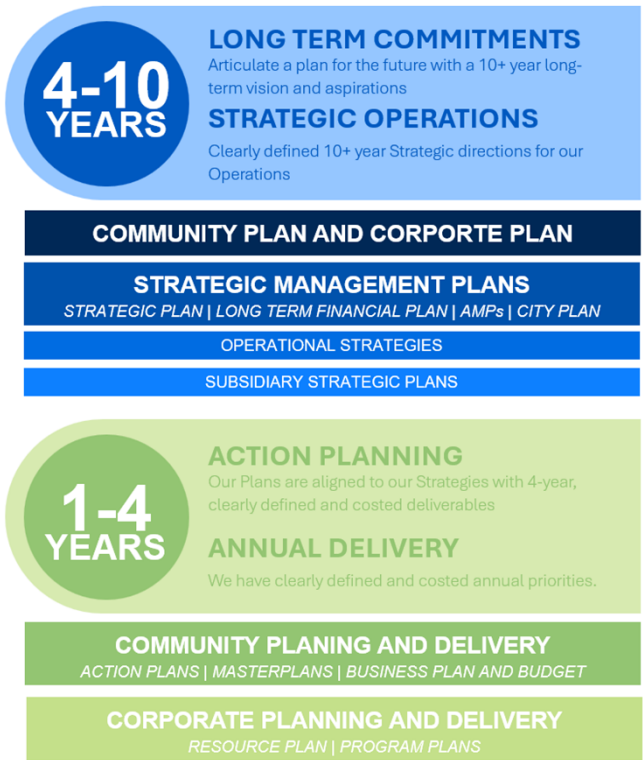 4-10
YEARS
LONG TERM COMMITMENTS
Articulate a plan for the future with a 10+ year long-
term vision and aspirations
STRATEGIC OPERATIONS
Clearly defined 10+ year Strategic directions for our
Operations
COMMUNITY PLAN AND CORPORTE PLAN
STRATEGIC MANAGEMENT PLANS
STRATEGIC PLAN | LONG TERM FINANCIAL PLAN | AMPs | CITY PLAN
OPERATIONAL STRATEGIES
SUBSIDIARY STRATEGIC PLANS
1-4
YEARS
ACTION PLANNING
Our Plans are aligned to our Strategies with 4-year,
clearly defined and costed deliverables
ANNUAL DELIVERY
We have clearly defined and costed annual priorities.
COMMUNITY PLANING AND DELIVERY
ACTION PLANS | MASTERPLANS | BUSINESS PLAN AND BUDGET
CORPORATE PLANNING AND DELIVERY
RESOURCE PLAN | PROGRAM PLANS